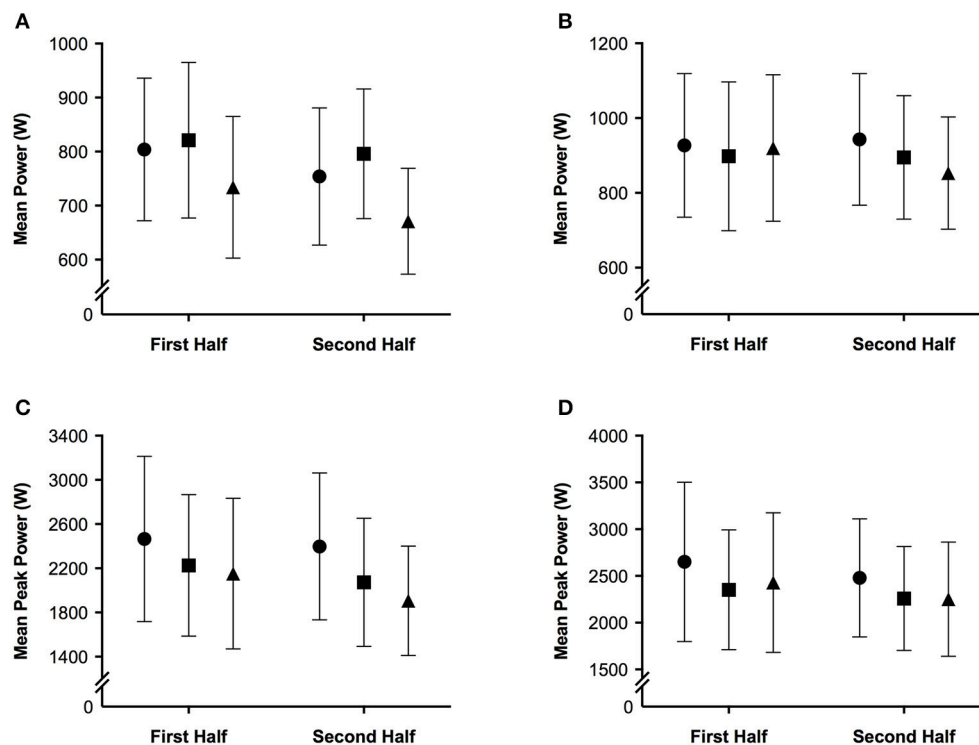 A
Mean Power (W)
1000
900
800
700
600
0
First Half
Second Half
B
Mean Power (W)
1200
1000
800
600
0
First Half
Second Half
C
Mean Peak Power (W)
3400
3000
2600
2200
1800
1400
0
First Half
Second Half
D
Mean Peak Power (W)
4000
3500
3000
2500
2000
1500
0
First Half
Second Half